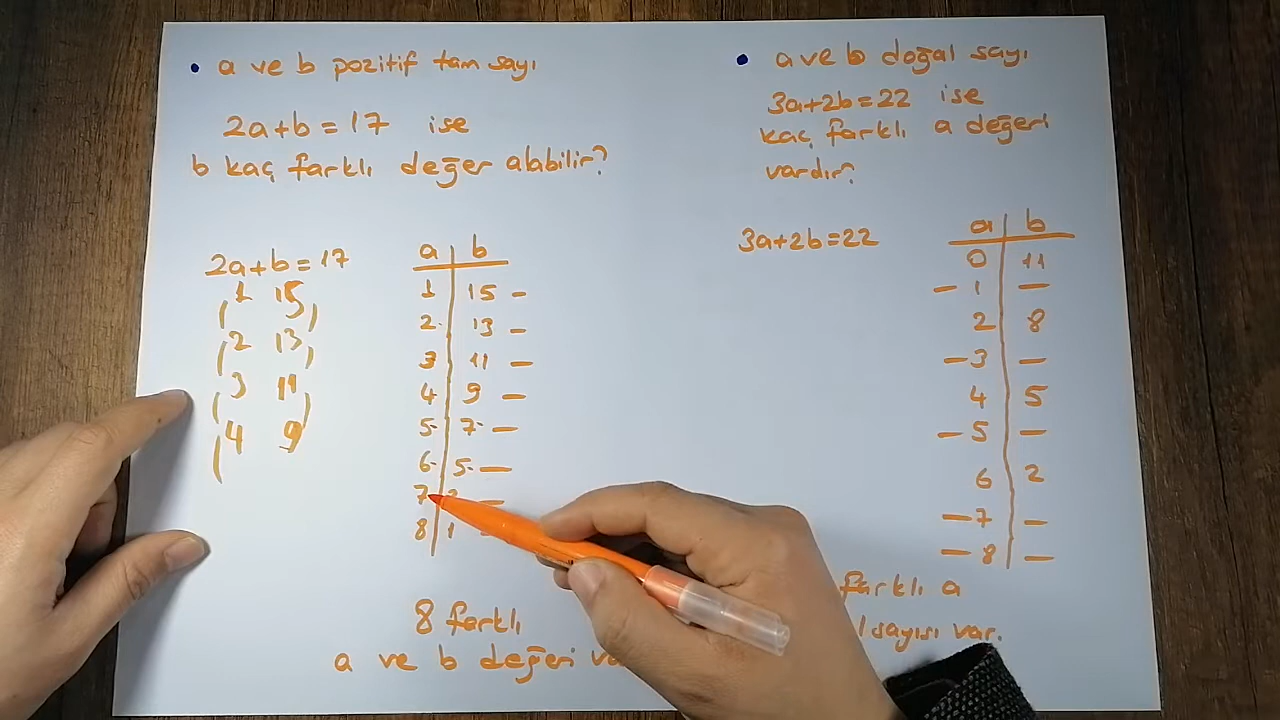 • a ve b pozitif tam sayı
2a+b=17 ise
b kaç farklı değer alabilir?
2a+b=17
(1 15)
(2 13)
(3 11)
(4 9
a b
1 15 –
2 13 –
3 11 –
4 9 –
5 7 –
6 5 –
7
8 1
8 farklı
a ve b değeri
• a ve b doğal sayı
3a+2b=22 ise
kaç farklı a değeri
vardır?
3a+2b=22
a b
0 11
– 1 –
2 8
– 3 –
4 5
– 5 –
6 2
– 7 –
– 8 –
farklı a
sayısı var.